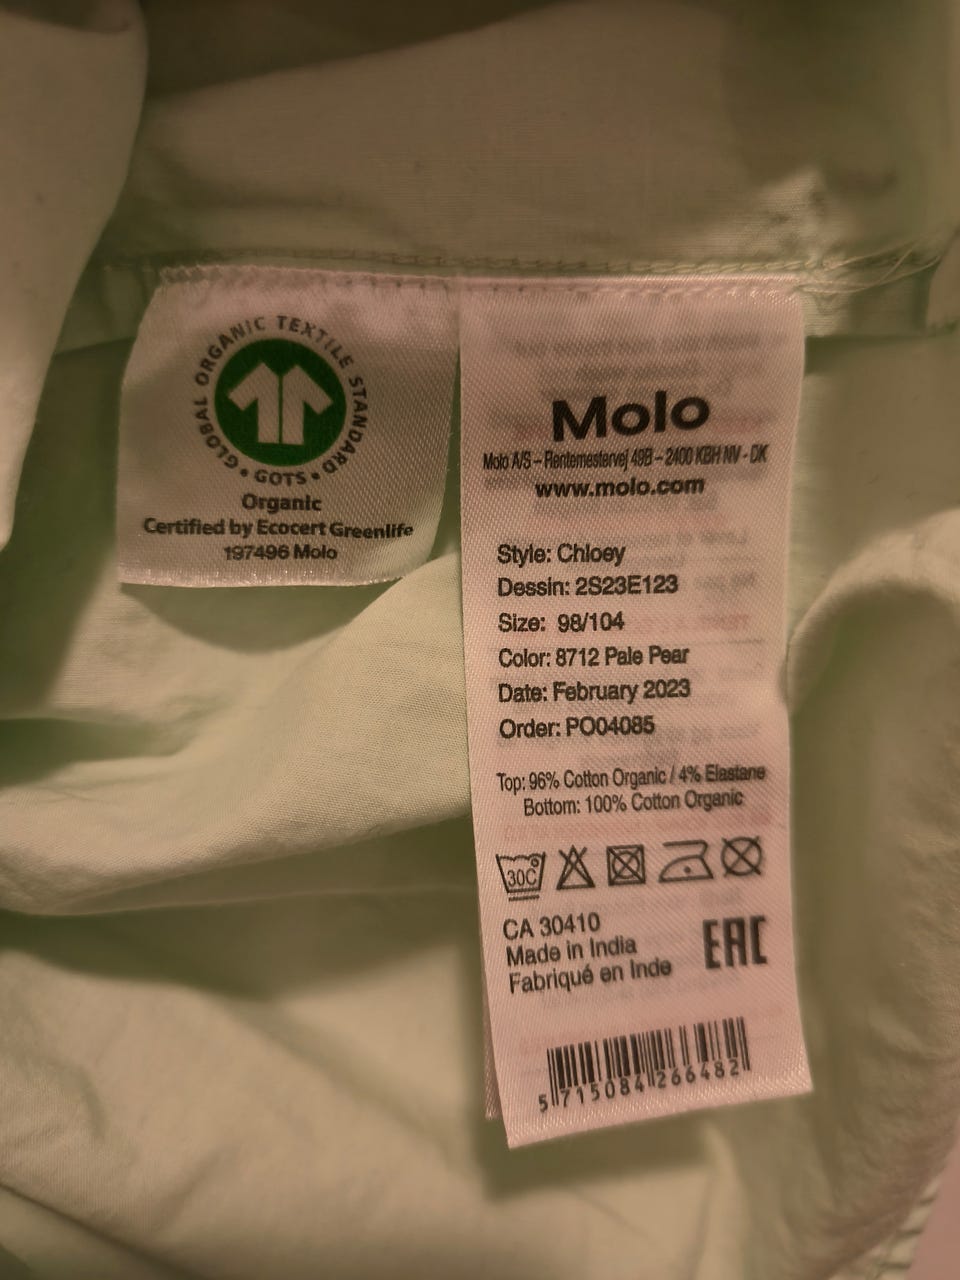 GLOBAL ORGANIC TEXTILE STANDARD
• GOTS •
Organic
Certified by Ecocert Greenlife
197496 Molo
Molo
Molo A/S – Rentemestervej 49B – 2400 KBH NV - DK
www.molo.com
Style: Chloey
Dessin: 2S23E123
Size: 98/104
Color: 8712 Pale Pear
Date: February 2023
Order: PO04085
Top: 96% Cotton Organic / 4% Elastane
Bottom: 100% Cotton Organic
30C
CA 30410
Made in India
Fabriqué en Inde
EAC
5 715084 266482